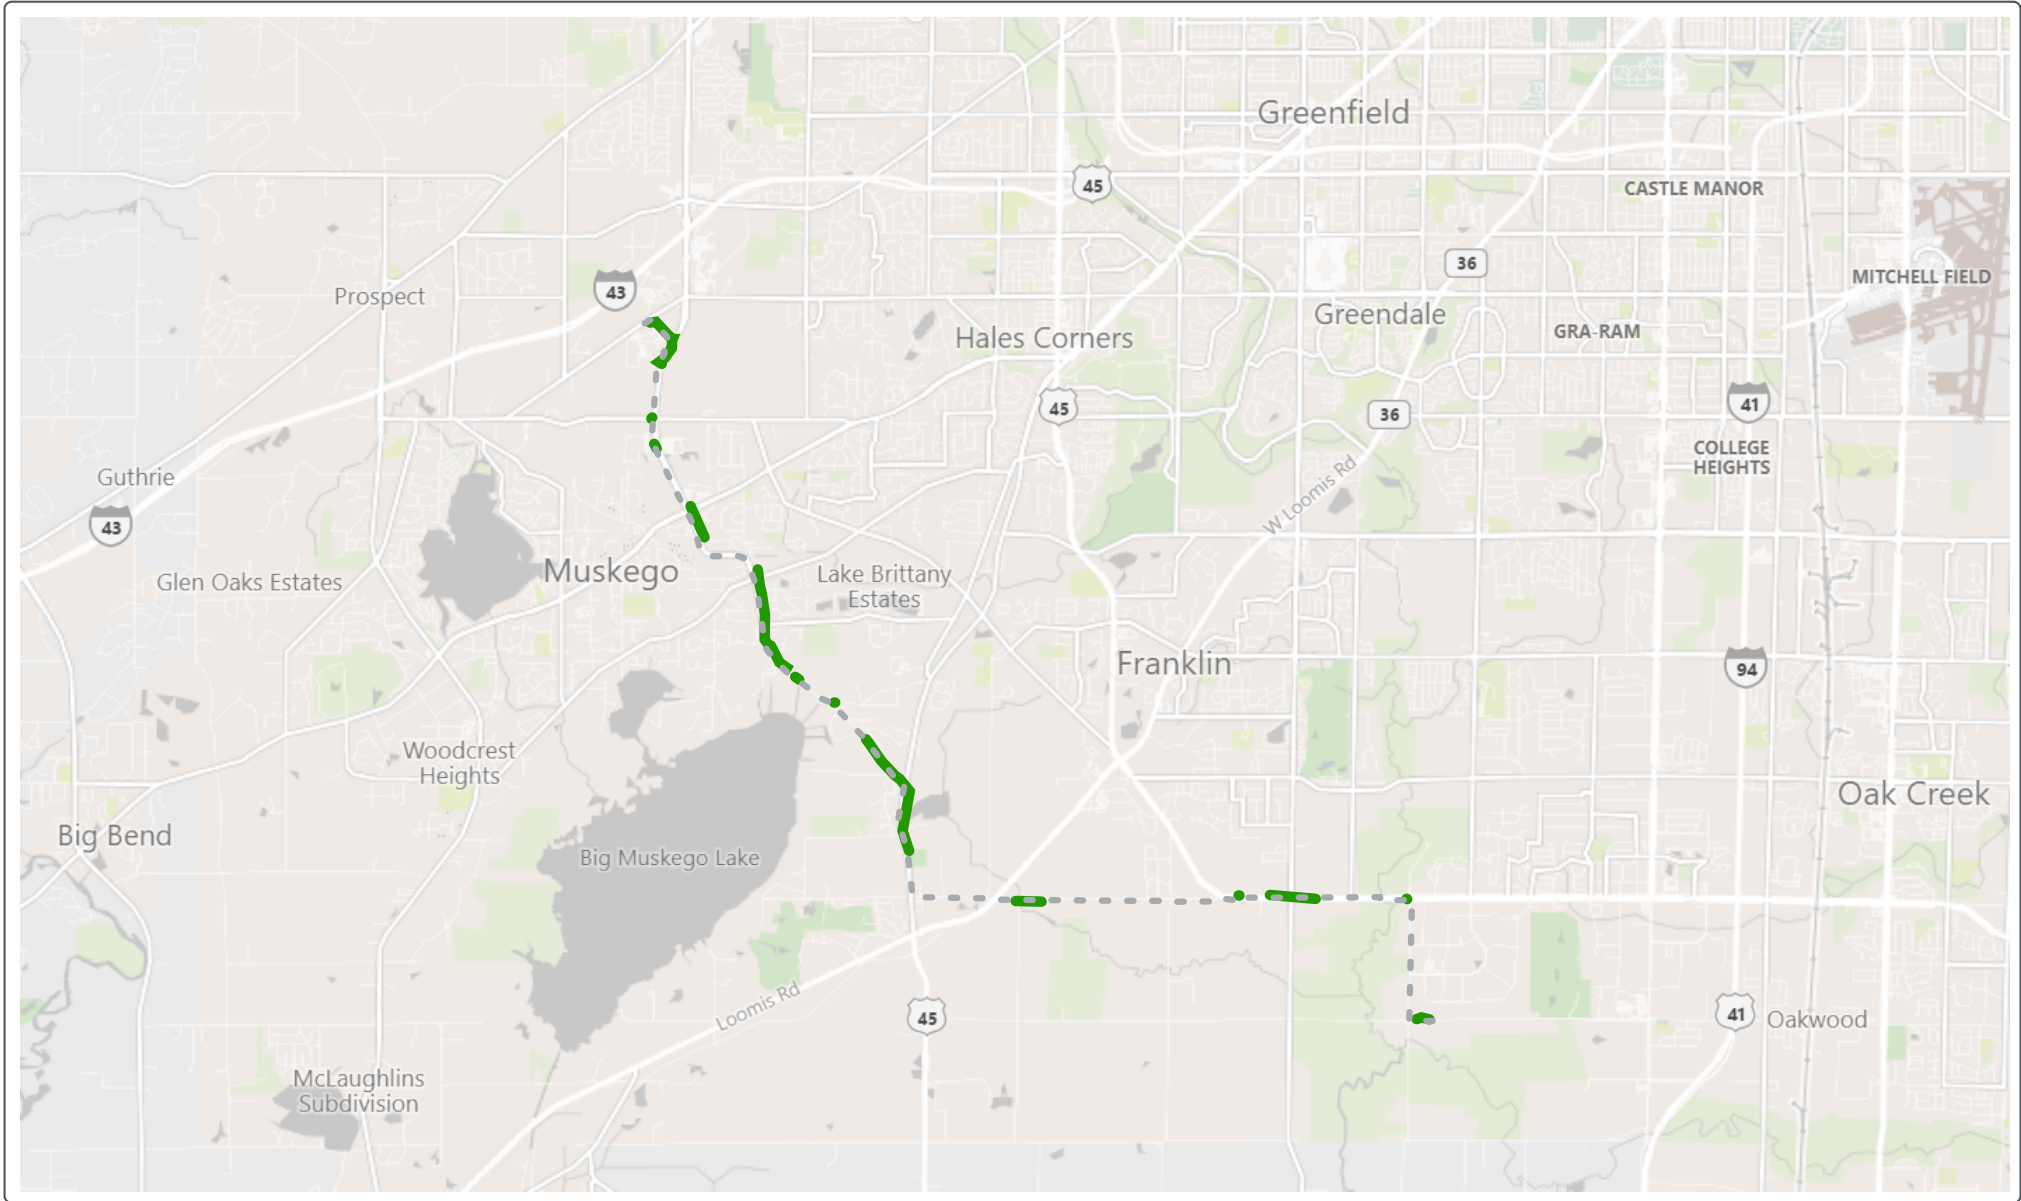 Greenfield
45
CASTLE MANOR
36
MITCHELL FIELD
43
Prospect
Greendale
GRA-RAM
Hales Corners
45
36
41
COLLEGE
HEIGHTS
Guthrie
W Loomis Rd
43
Muskego
Glen Oaks Estates
Lake Brittany
Estates
Franklin
94
Woodcrest
Heights
Oak Creek
Big Bend
Big Muskego Lake
Loomis Rd
45
41
Oakwood
McLaughlins
Subdivision